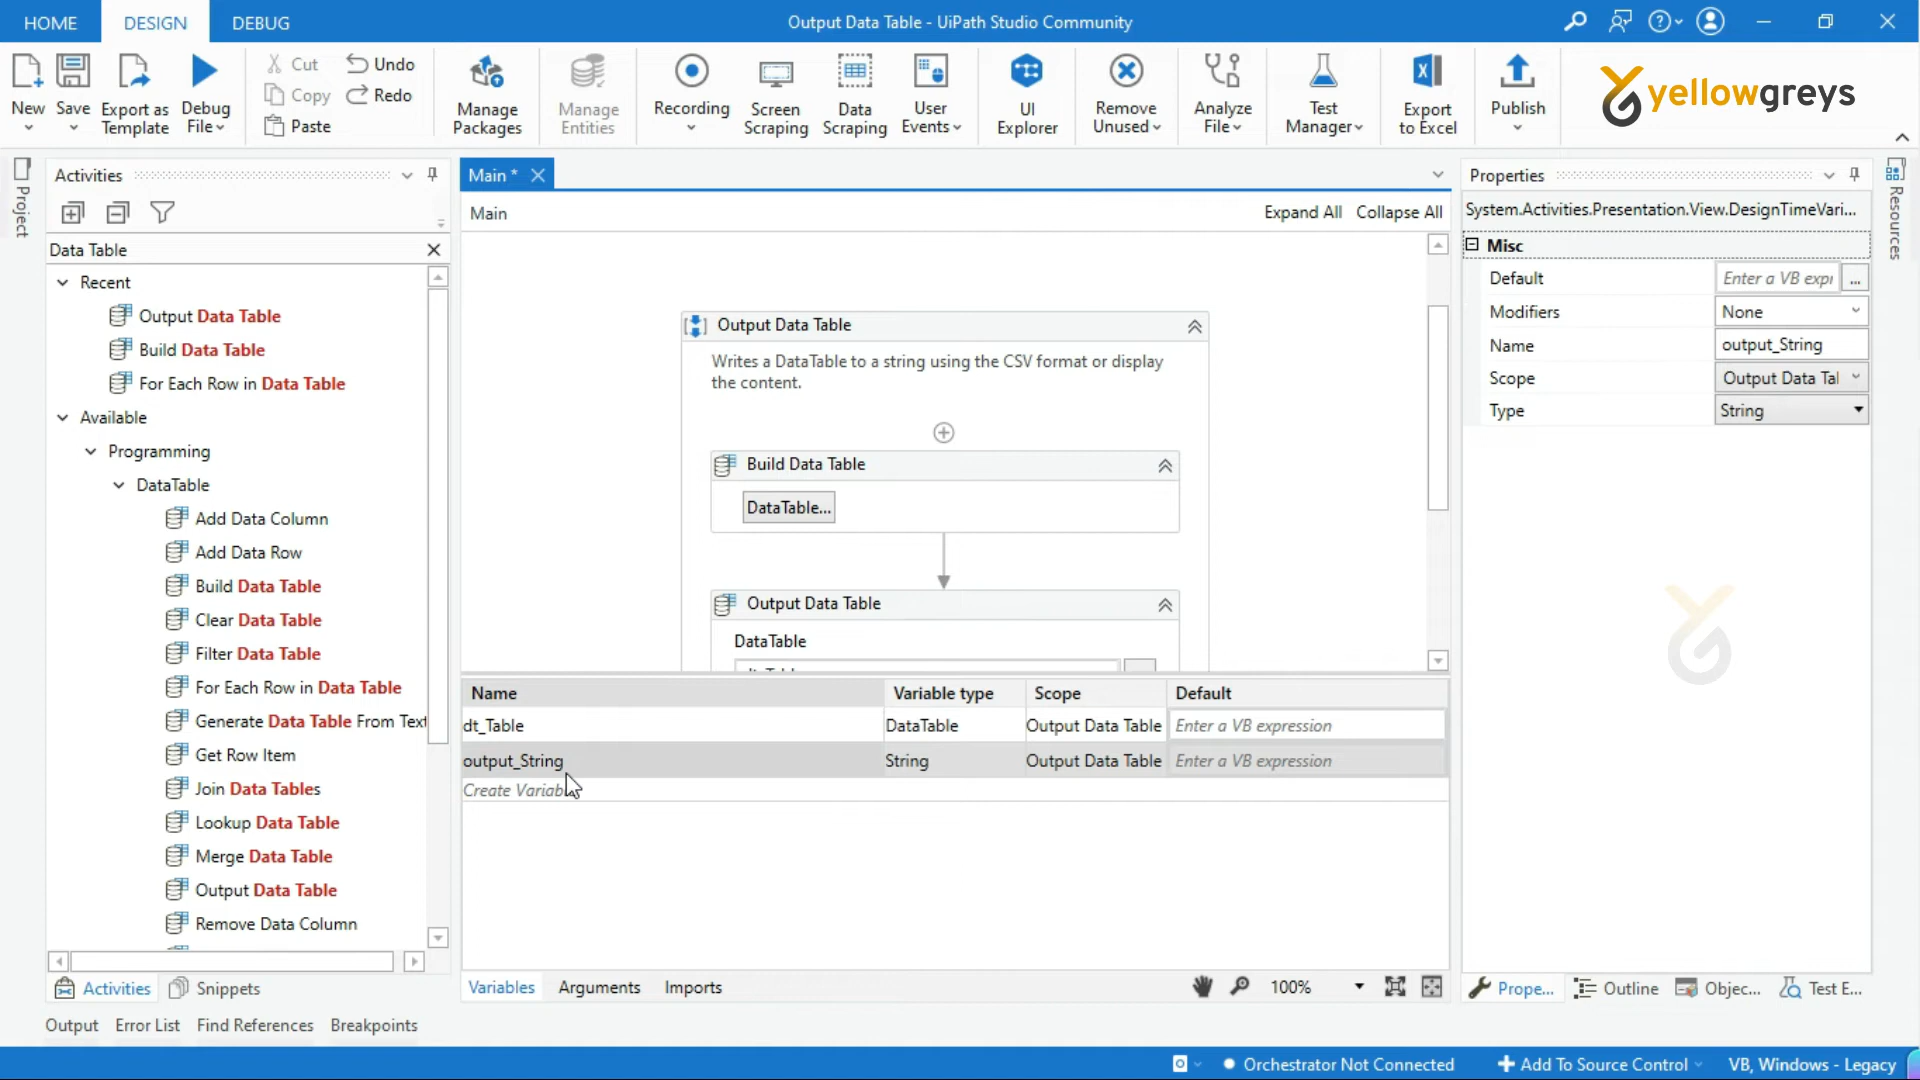 HOME DESIGN DEBUG Output Data Table - UiPath Studio Community
New Save Export as Template Debug File Cut Copy Paste Undo Redo Manage Packages Manage Entities Recording Screen Scraping Data Scraping User Events UI Explorer Remove Unused Analyze File Test Manager Export to Excel Publish
yellowgreys
Project
Activities
Data Table
Recent
Output Data Table
Build Data Table
For Each Row in Data Table
Available
Programming
DataTable
Add Data Column
Add Data Row
Build Data Table
Clear Data Table
Filter Data Table
For Each Row in Data Table
Generate Data Table From Text
Get Row Item
Join Data Tables
Lookup Data Table
Merge Data Table
Output Data Table
Remove Data Column
Activities Snippets
Main *
Main Expand All Collapse All
Output Data Table
Writes a DataTable to a string using the CSV format or display
the content.
Build Data Table
DataTable...
Output Data Table
DataTable
Name Variable type Scope Default
dt_Table DataTable Output Data Table Enter a VB expression
output_String String Output Data Table Enter a VB expression
Create Variab
Variables Arguments Imports 100%
Properties
System.Activities.Presentation.View.DesignTimeVari...
Misc
Default Enter a VB expr ...
Modifiers None
Name output_String
Scope Output Data Tal
Type String
Prope... Outline Objec... Test E...
Resources
Output Error List Find References Breakpoints
Orchestrator Not Connected Add To Source Control VB, Windows - Legacy